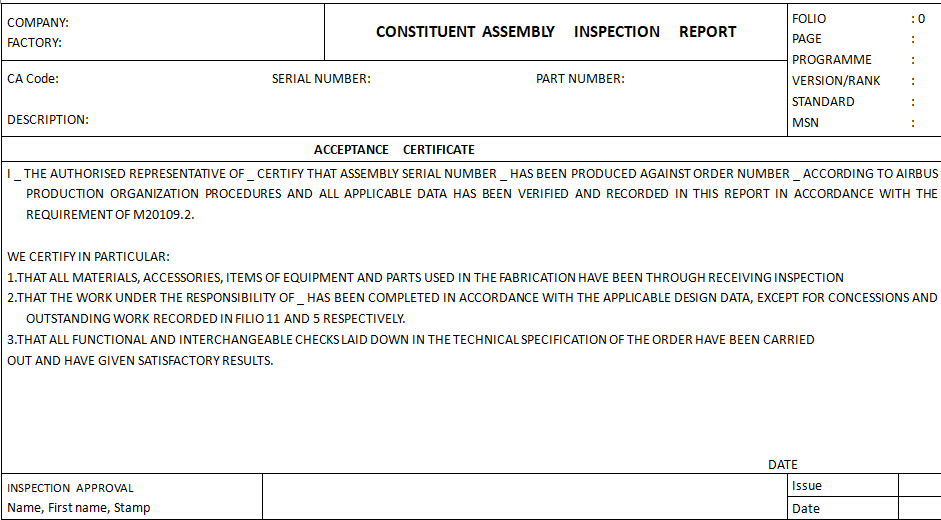 COMPANY:
FACTORY:
CONSTITUENT ASSEMBLY INSPECTION REPORT
FOLIO : 0
PAGE :
PROGRAMME :
VERSION/RANK :
STANDARD :
MSN :
CA Code: SERIAL NUMBER: PART NUMBER:
DESCRIPTION:
ACCEPTANCE CERTIFICATE
I _ THE AUTHORISED REPRESENTATIVE OF _ CERTIFY THAT ASSEMBLY SERIAL NUMBER _ HAS BEEN PRODUCED AGAINST ORDER NUMBER _ ACCORDING TO AIRBUS
PRODUCTION ORGANIZATION PROCEDURES AND ALL APPLICABLE DATA HAS BEEN VERIFIED AND RECORDED IN THIS REPORT IN ACCORDANCE WITH THE
REQUIREMENT OF M20109.2.
WE CERTIFY IN PARTICULAR:
1.THAT ALL MATERIALS, ACCESSORIES, ITEMS OF EQUIPMENT AND PARTS USED IN THE FABRICATION HAVE BEEN THROUGH RECEIVING INSPECTION
2.THAT THE WORK UNDER THE RESPONSIBILITY OF _ HAS BEEN COMPLETED IN ACCORDANCE WITH THE APPLICABLE DESIGN DATA, EXCEPT FOR CONCESSIONS AND
OUTSTANDING WORK RECORDED IN FILIO 11 AND 5 RESPECTIVELY.
3.THAT ALL FUNCTIONAL AND INTERCHANGEABLE CHECKS LAID DOWN IN THE TECHNICAL SPECIFICATION OF THE ORDER HAVE BEEN CARRIED
OUT AND HAVE GIVEN SATISFACTORY RESULTS.
DATE
INSPECTION APPROVAL
Name, First name, Stamp
Issue
Date